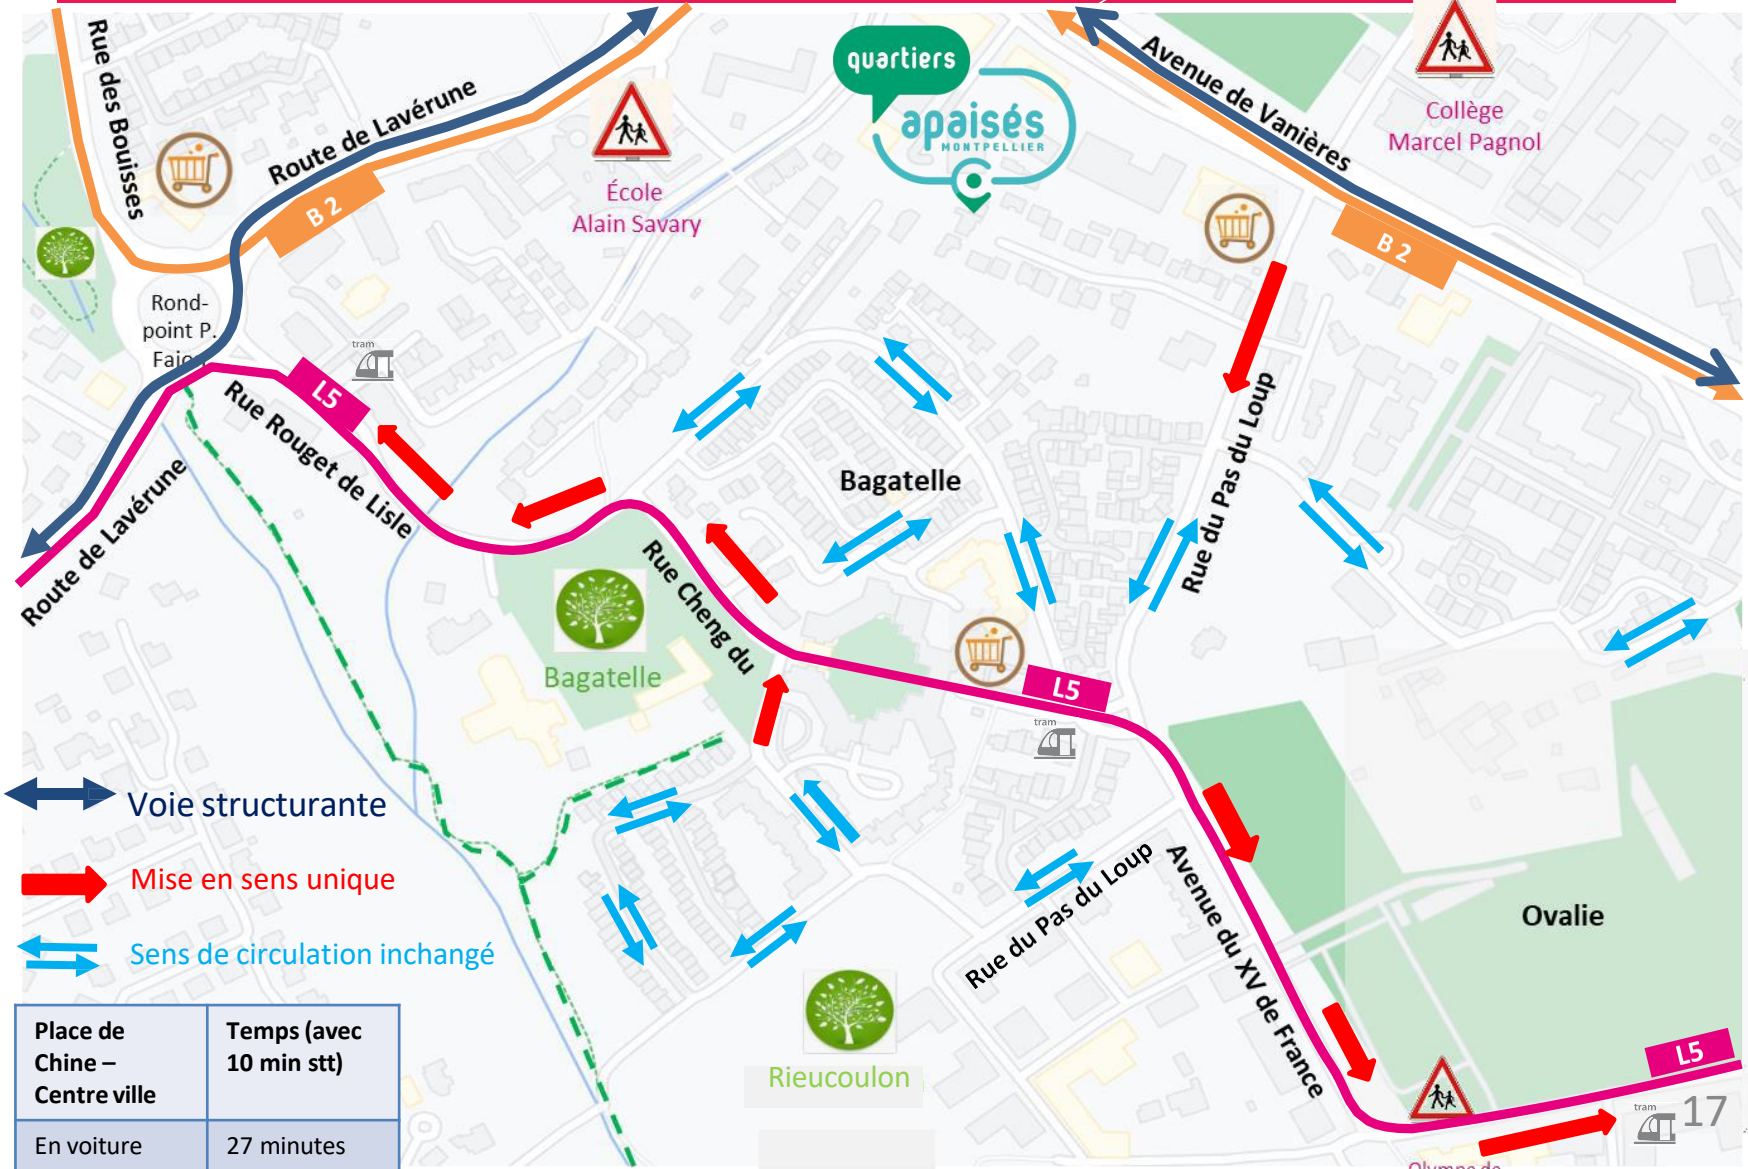 Rue des Bouisses
Route de Lavérune
B 2
École
Alain Savary
quartiers
apaisés
MONTPELLIER
Avenue de Vanières
Collège
Marcel Pagnol
B 2
Rond-
point P.
tram
L5
Rue Rouget de Lisle
Route de Lavérune
Bagatelle
Rue du Pas du Loup
Rue Cheng du
Bagatelle
L5
tram
Voie structurante
Mise en sens unique
Sens de circulation inchangé
Rue du Pas du Loup
Avenue du XV de France
Ovalie
Rieucoulon
L5
tram
17
Place de
Chine –
Centre ville
Temps (avec
10 min stt)
En voiture
27 minutes